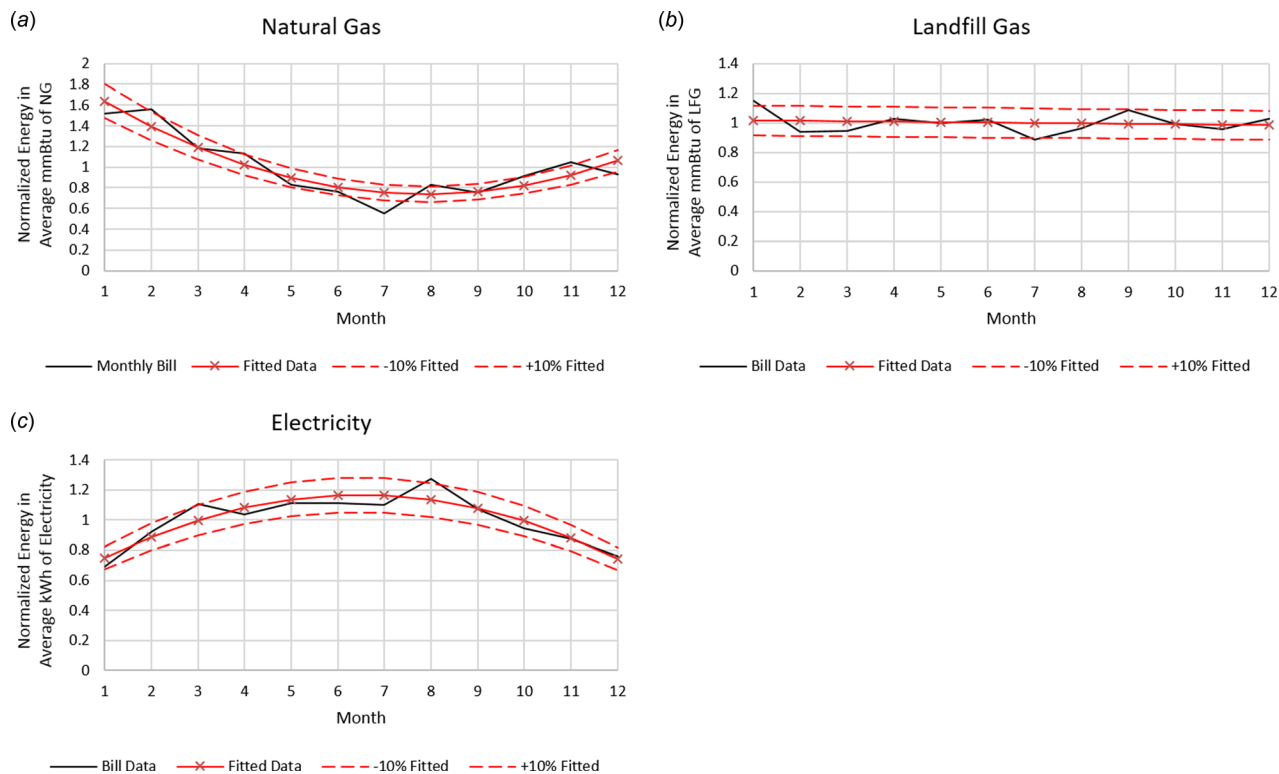 (a)
Natural Gas
Normalized Energy in
Average mmBtu of NG
2
1.8
1.6
1.4
1.2
1
0.8
0.6
0.4
0.2
0
1 2 3 4 5 6 7 8 9 10 11 12
Month
Monthly Bill Fitted Data -10% Fitted +10% Fitted
(b)
Landfill Gas
Normalized Energy in
Average mmBtu of LFG
1.4
1.2
1
0.8
0.6
0.4
0.2
0
1 2 3 4 5 6 7 8 9 10 11 12
Month
Bill Data Fitted Data -10% Fitted +10% Fitted
(c)
Electricity
Normalized Energy in
Average kWh of Electricity
1.4
1.2
1
0.8
0.6
0.4
0.2
0
1 2 3 4 5 6 7 8 9 10 11 12
Month
Bill Data Fitted Data -10% Fitted +10% Fitted